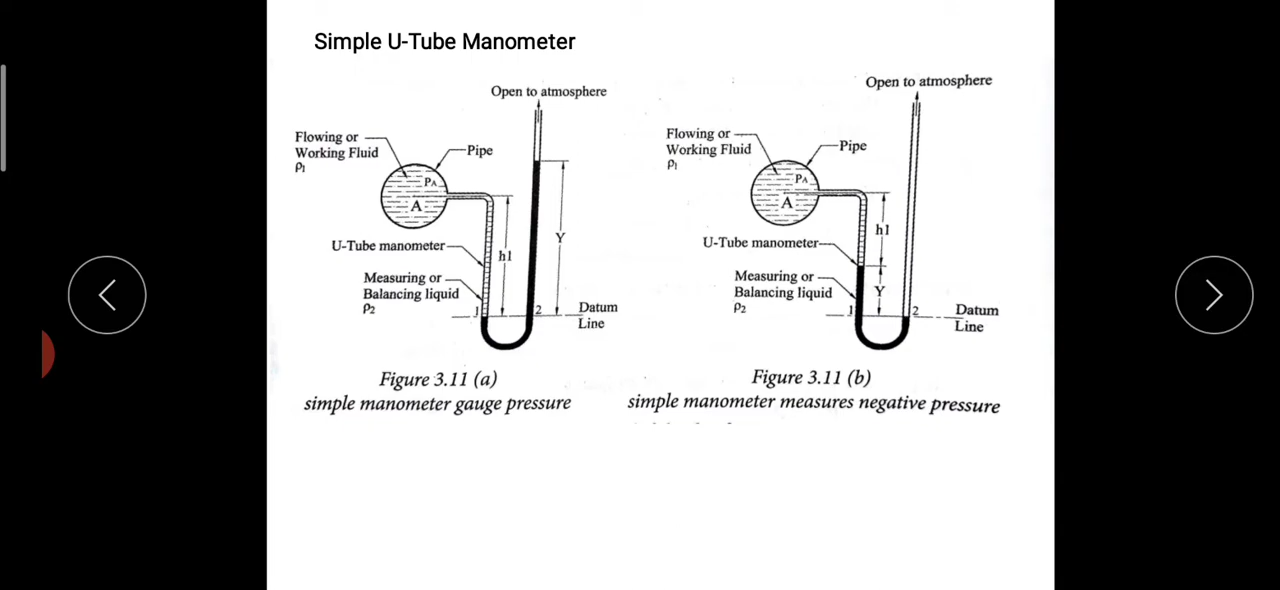 Simple U-Tube Manometer
Open to atmosphere
Flowing or
Working Fluid
ρ1
Pipe
PA
A
U-Tube manometer
h1
Y
Measuring or
Balancing liquid
ρ2
1
2
Datum
Line
Figure 3.11 (a)
simple manometer gauge pressure
Open to atmosphere
Flowing or
Working Fluid
ρ1
Pipe
PA
A
h1
U-Tube manometer
Measuring or
Balancing liquid
ρ2
Y
1
2
Datum
Line
Figure 3.11 (b)
simple manometer measures negative pressure